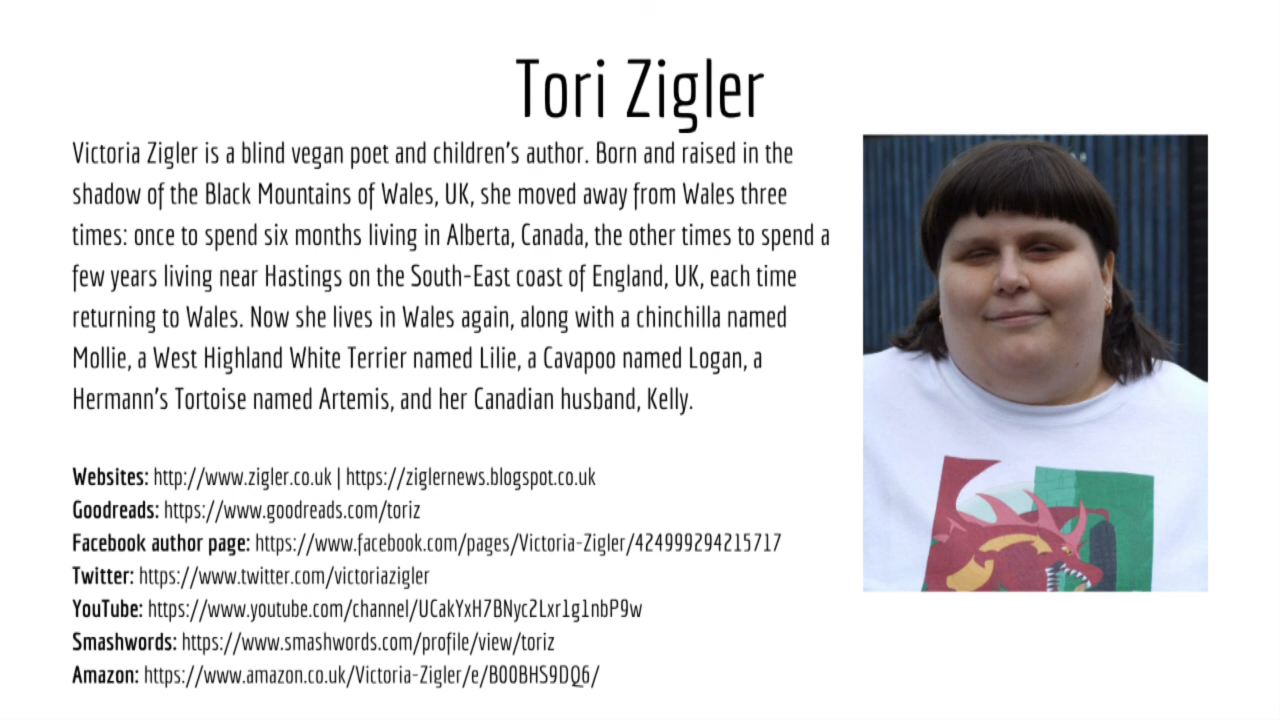 Tori Zigler
Victoria Zigler is a blind vegan poet and children's author. Born and raised in the
shadow of the Black Mountains of Wales, UK, she moved away from Wales three
times: once to spend six months living in Alberta, Canada, the other times to spend a
few years living near Hastings on the South-East coast of England, UK, each time
returning to Wales. Now she lives in Wales again, along with a chinchilla named
Mollie, a West Highland White Terrier named Lilie, a Cavapoo named Logan, a
Hermann's Tortoise named Artemis, and her Canadian husband, Kelly.
Websites: http://www.zigler.co.uk | https://ziglernews.blogspot.co.uk
Goodreads: https://www.goodreads.com/toriz
Facebook author page: https://www.facebook.com/pages/Victoria-Zigler/424999294215717
Twitter: https://www.twitter.com/victoriazigler
YouTube: https://www.youtube.com/channel/UCakYxH7BNyc2Lxr1g1nbP9w
Smashwords: https://www.smashwords.com/profile/view/toriz
Amazon: https://www.amazon.co.uk/Victoria-Zigler/e/B00BHS9DQ6/